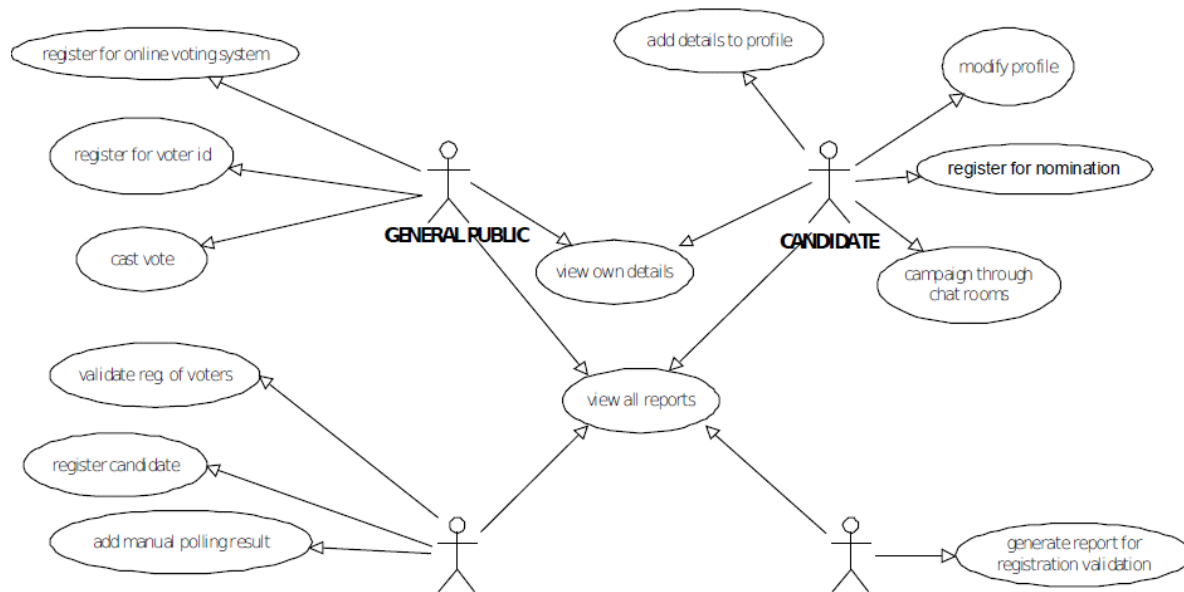 register for online voting system
add details to profile
modify profile
register for voter id
register for nomination
GENERAL PUBLIC
CANDIDATE
cast vote
view own details
campaign through
chat rooms
validate reg. of voters
view all reports
register candidate
add manual polling result
generate report for
registration validation